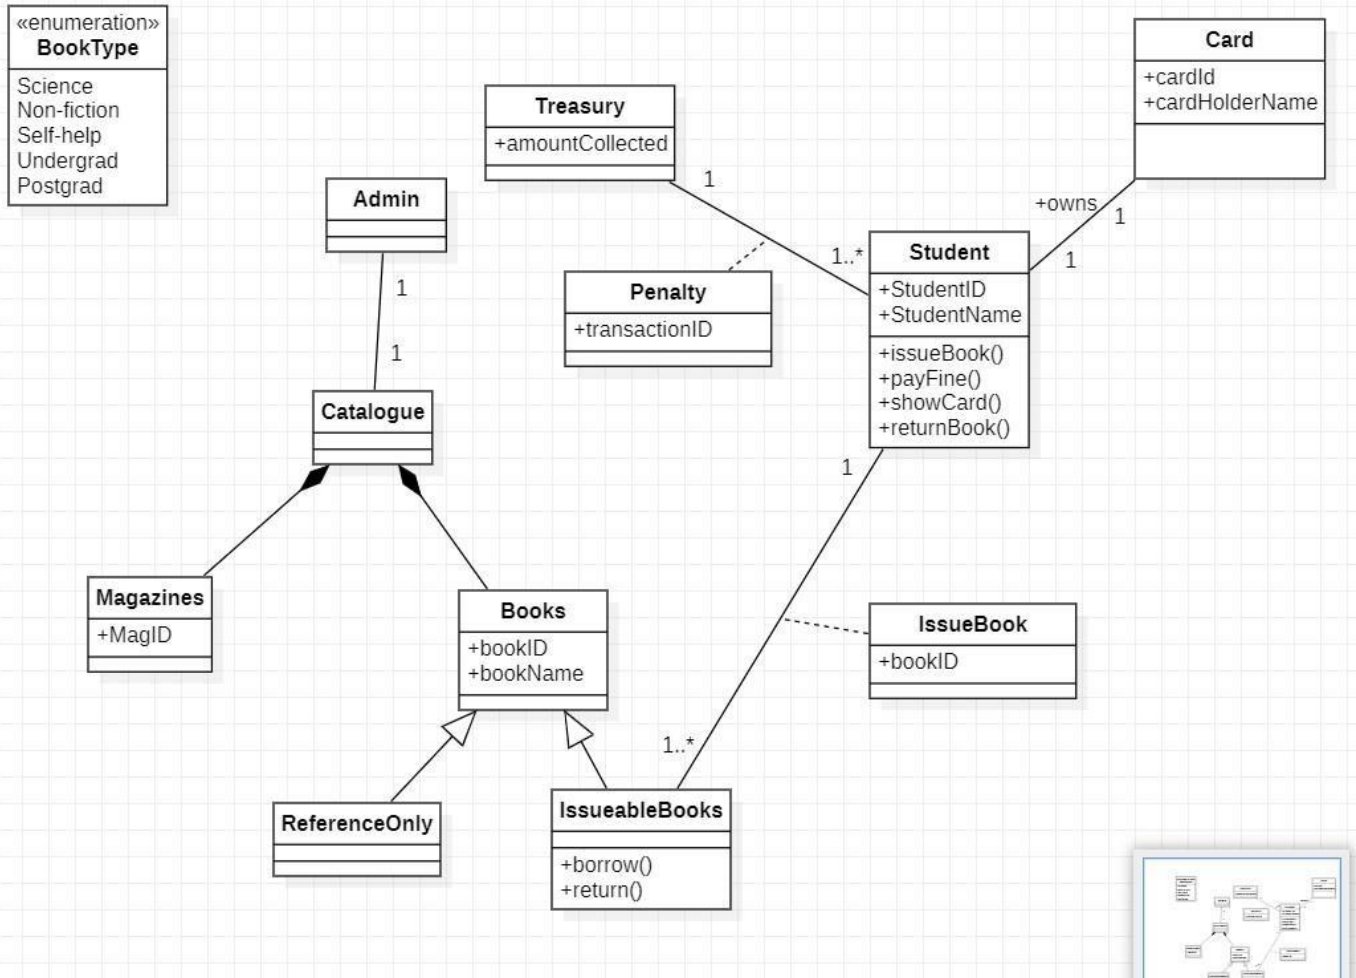 «enumeration»
BookType
Science
Non-fiction
Self-help
Undergrad
Postgrad
Card
+cardId
+cardHolderName
Treasury
+amountCollected
1
Admin
+owns
1
1
1..*
Student
+StudentID
+StudentName
+issueBook()
+payFine()
+showCard()
+returnBook()
Penalty
+transactionID
1
1
Catalogue
1
Magazines
+MagID
Books
+bookID
+bookName
IssueBook
+bookID
1..*
ReferenceOnly
IssueableBooks
+borrow()
+return()